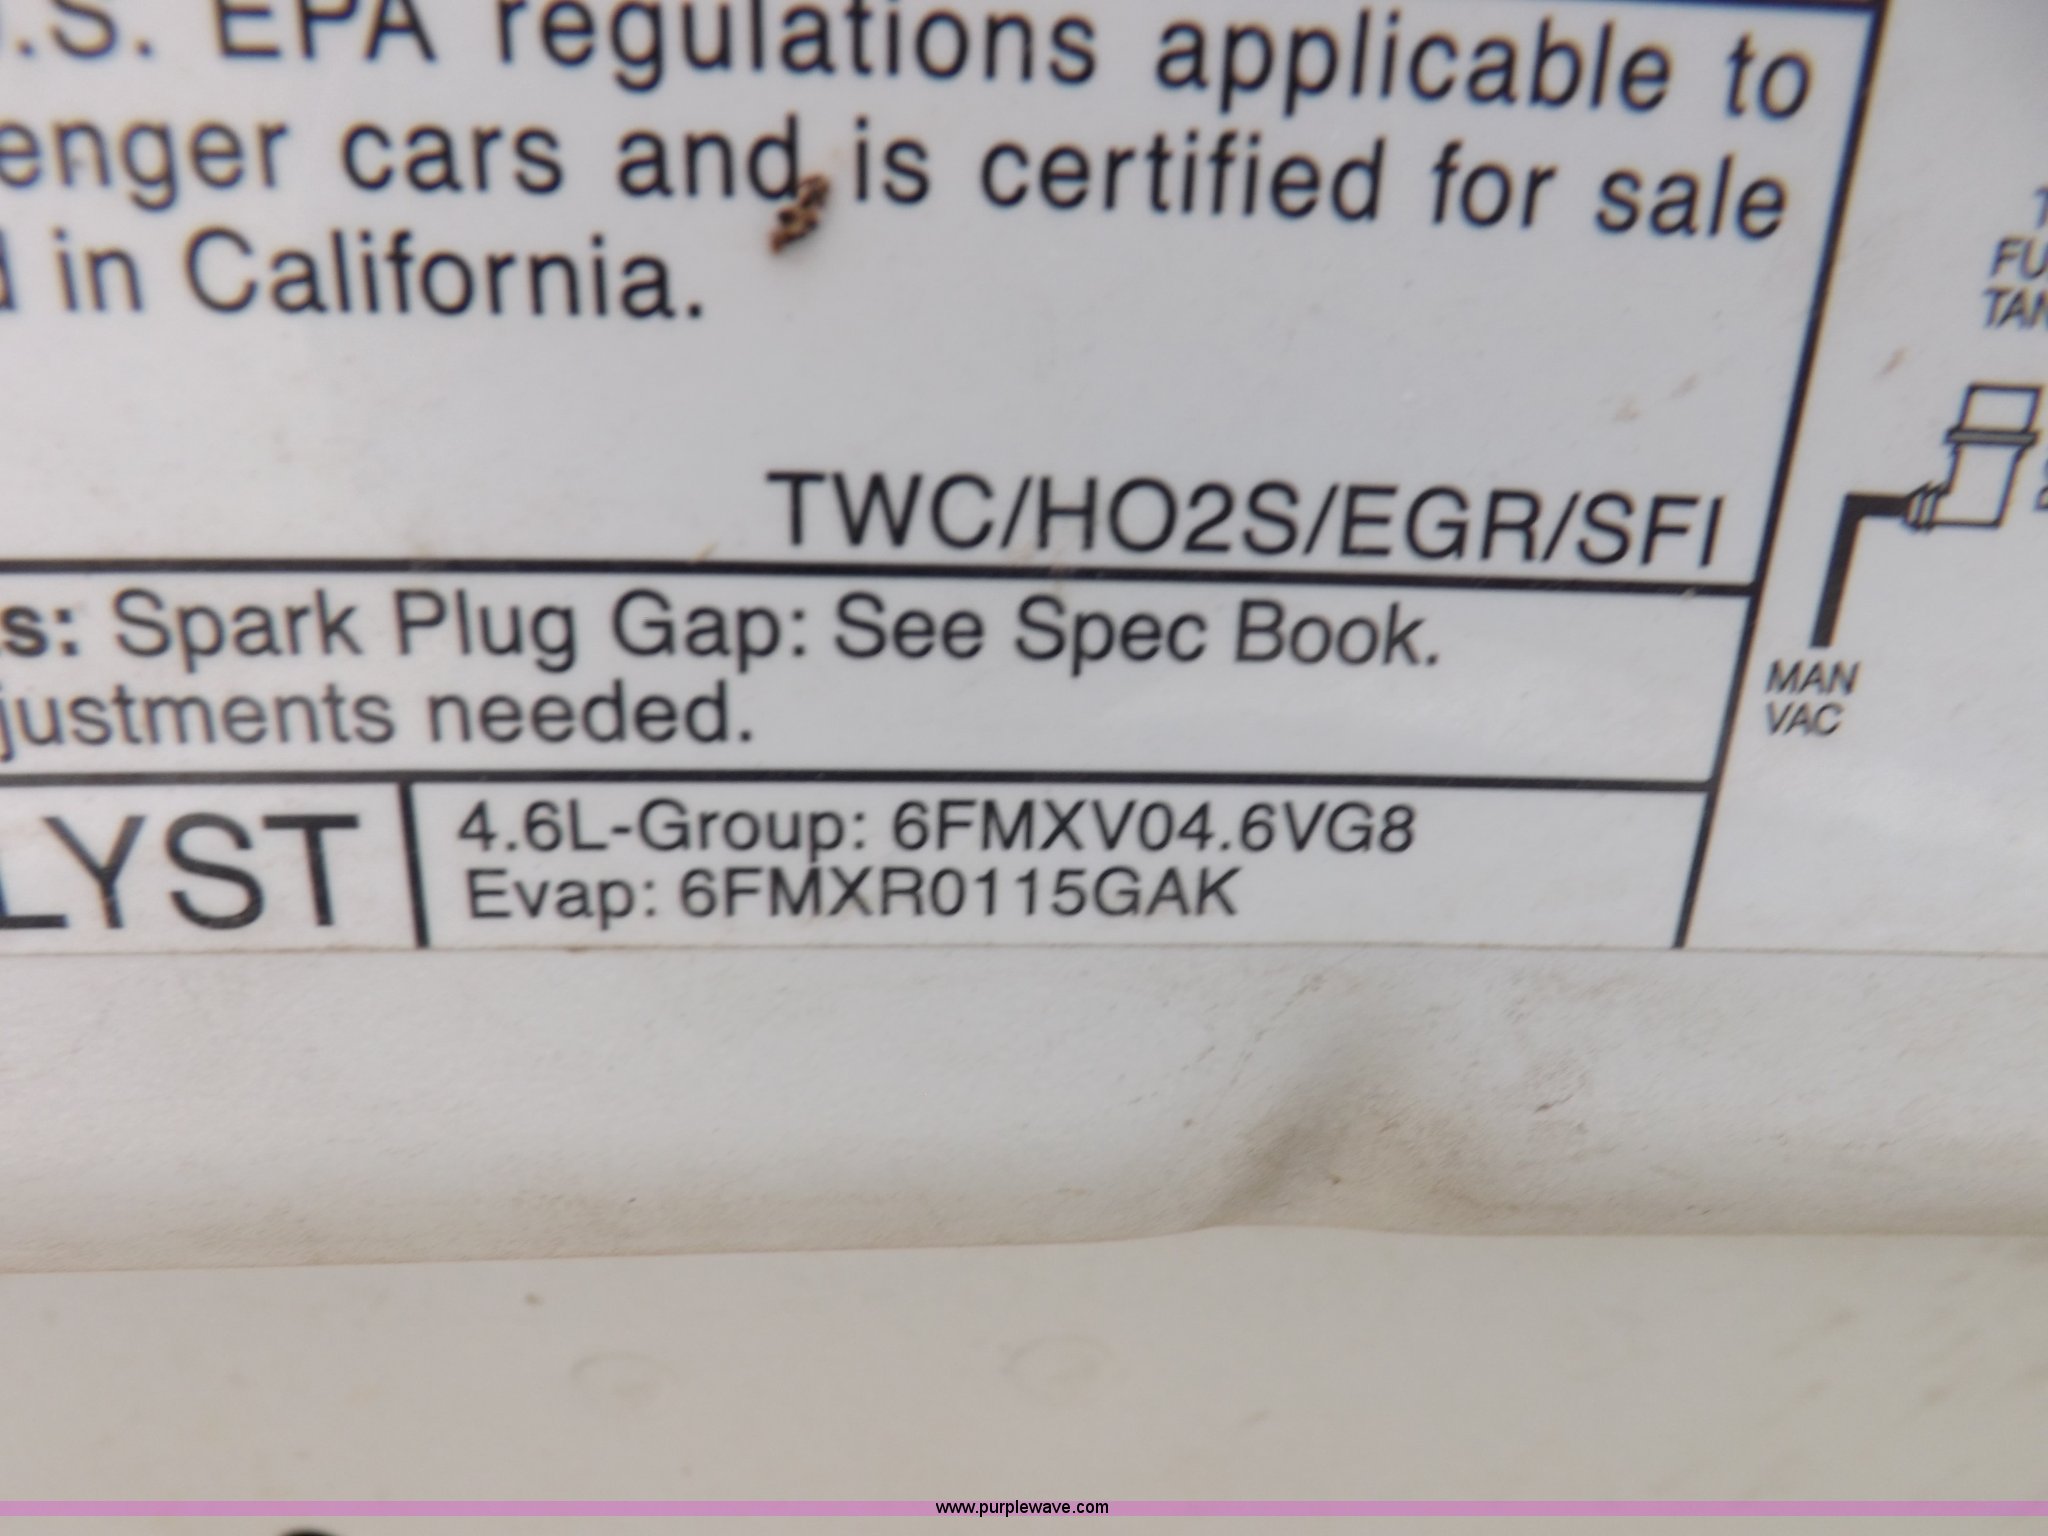 .S. EPA regulations applicable to
enger cars and is certified for sale
d in California.
TWC/HO2S/EGR/SFI
s: Spark Plug Gap: See Spec Book.
justments needed.
LYST
4.6L-Group: 6FMXV04.6VG8
Evap: 6FMXR0115GAK
FU
TAN
MAN
VAC
www.purplewave.com